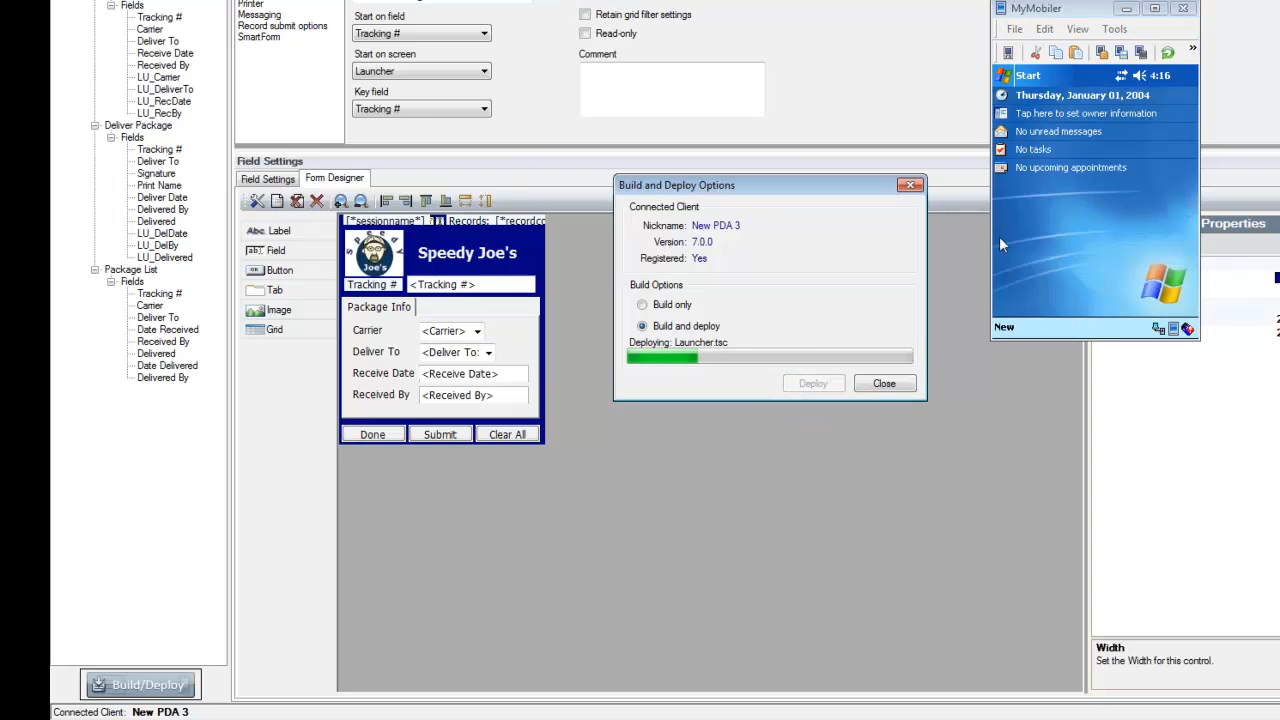 Fields
Tracking #
Carrier
Deliver To
Receive Date
Received By
LU_Carrier
LU_DeliverTo
LU_RecDate
LU_RecBy
Deliver Package
Fields
Tracking #
Deliver To
Signature
Print Name
Deliver Date
Delivered By
Delivered
LU_DelDate
LU_DelBy
LU_Delivered
Package List
Fields
Tracking #
Carrier
Deliver To
Date Received
Received By
Delivered
Date Delivered
Delivered By
Build/Deploy
Connected Client: New PDA 3
Printer
Messaging
Record submit options
SmartForm
Start on field
Tracking #
Start on screen
Launcher
Key field
Tracking #
Retain grid filter settings
Read-only
Comment
Field Settings
Field Settings Form Designer
Abc Label
ab Field
OK Button
Tab
Image
Grid
[*sessionname*] Records: [*recordcc
Speedy
Joe's
Speedy Joe's
Tracking # <Tracking #>
Package Info
Carrier <Carrier>
Deliver To <Deliver To:
Receive Date <Receive Date>
Received By <Received By>
Done Submit Clear All
Build and Deploy Options
Connected Client
Nickname: New PDA 3
Version: 7.0.0
Registered: Yes
Build Options
Build only
Build and deploy
Deploying: Launcher.tsc
Deploy Close
MyMobiler
File Edit View Tools
Start 4:16
Thursday, January 01, 2004
Tap here to set owner information
No unread messages
No tasks
No upcoming appointments
New
Properties
Width
Set the Width for this control.